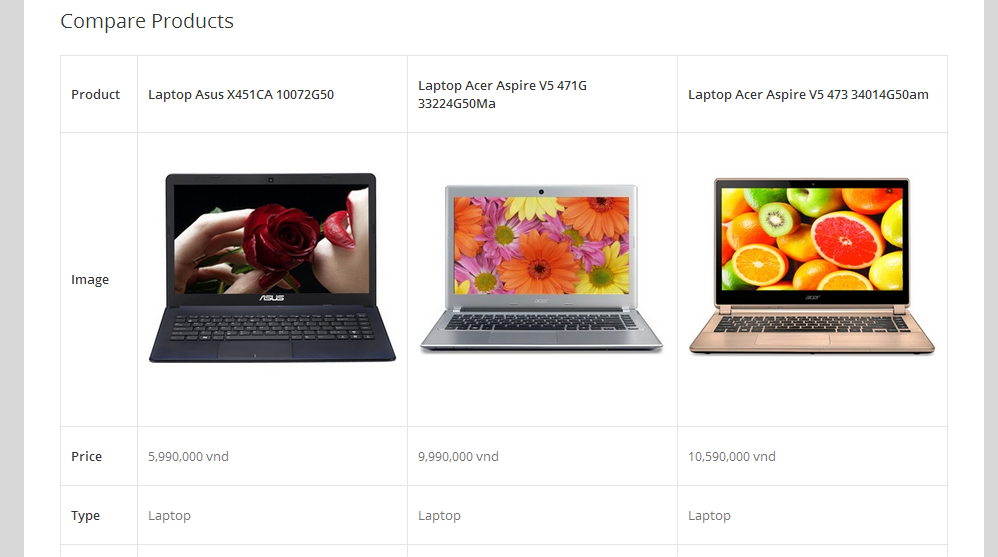 Compare Products
Product
Laptop Asus X451CA 10072G50
Laptop Acer Aspire V5 471G
33224G50Ma
Laptop Acer Aspire V5 473 34014G50am
Image
ASUS
acer
acer
Price
5,990,000 vnd
9,990,000 vnd
10,590,000 vnd
Type
Laptop
Laptop
Laptop